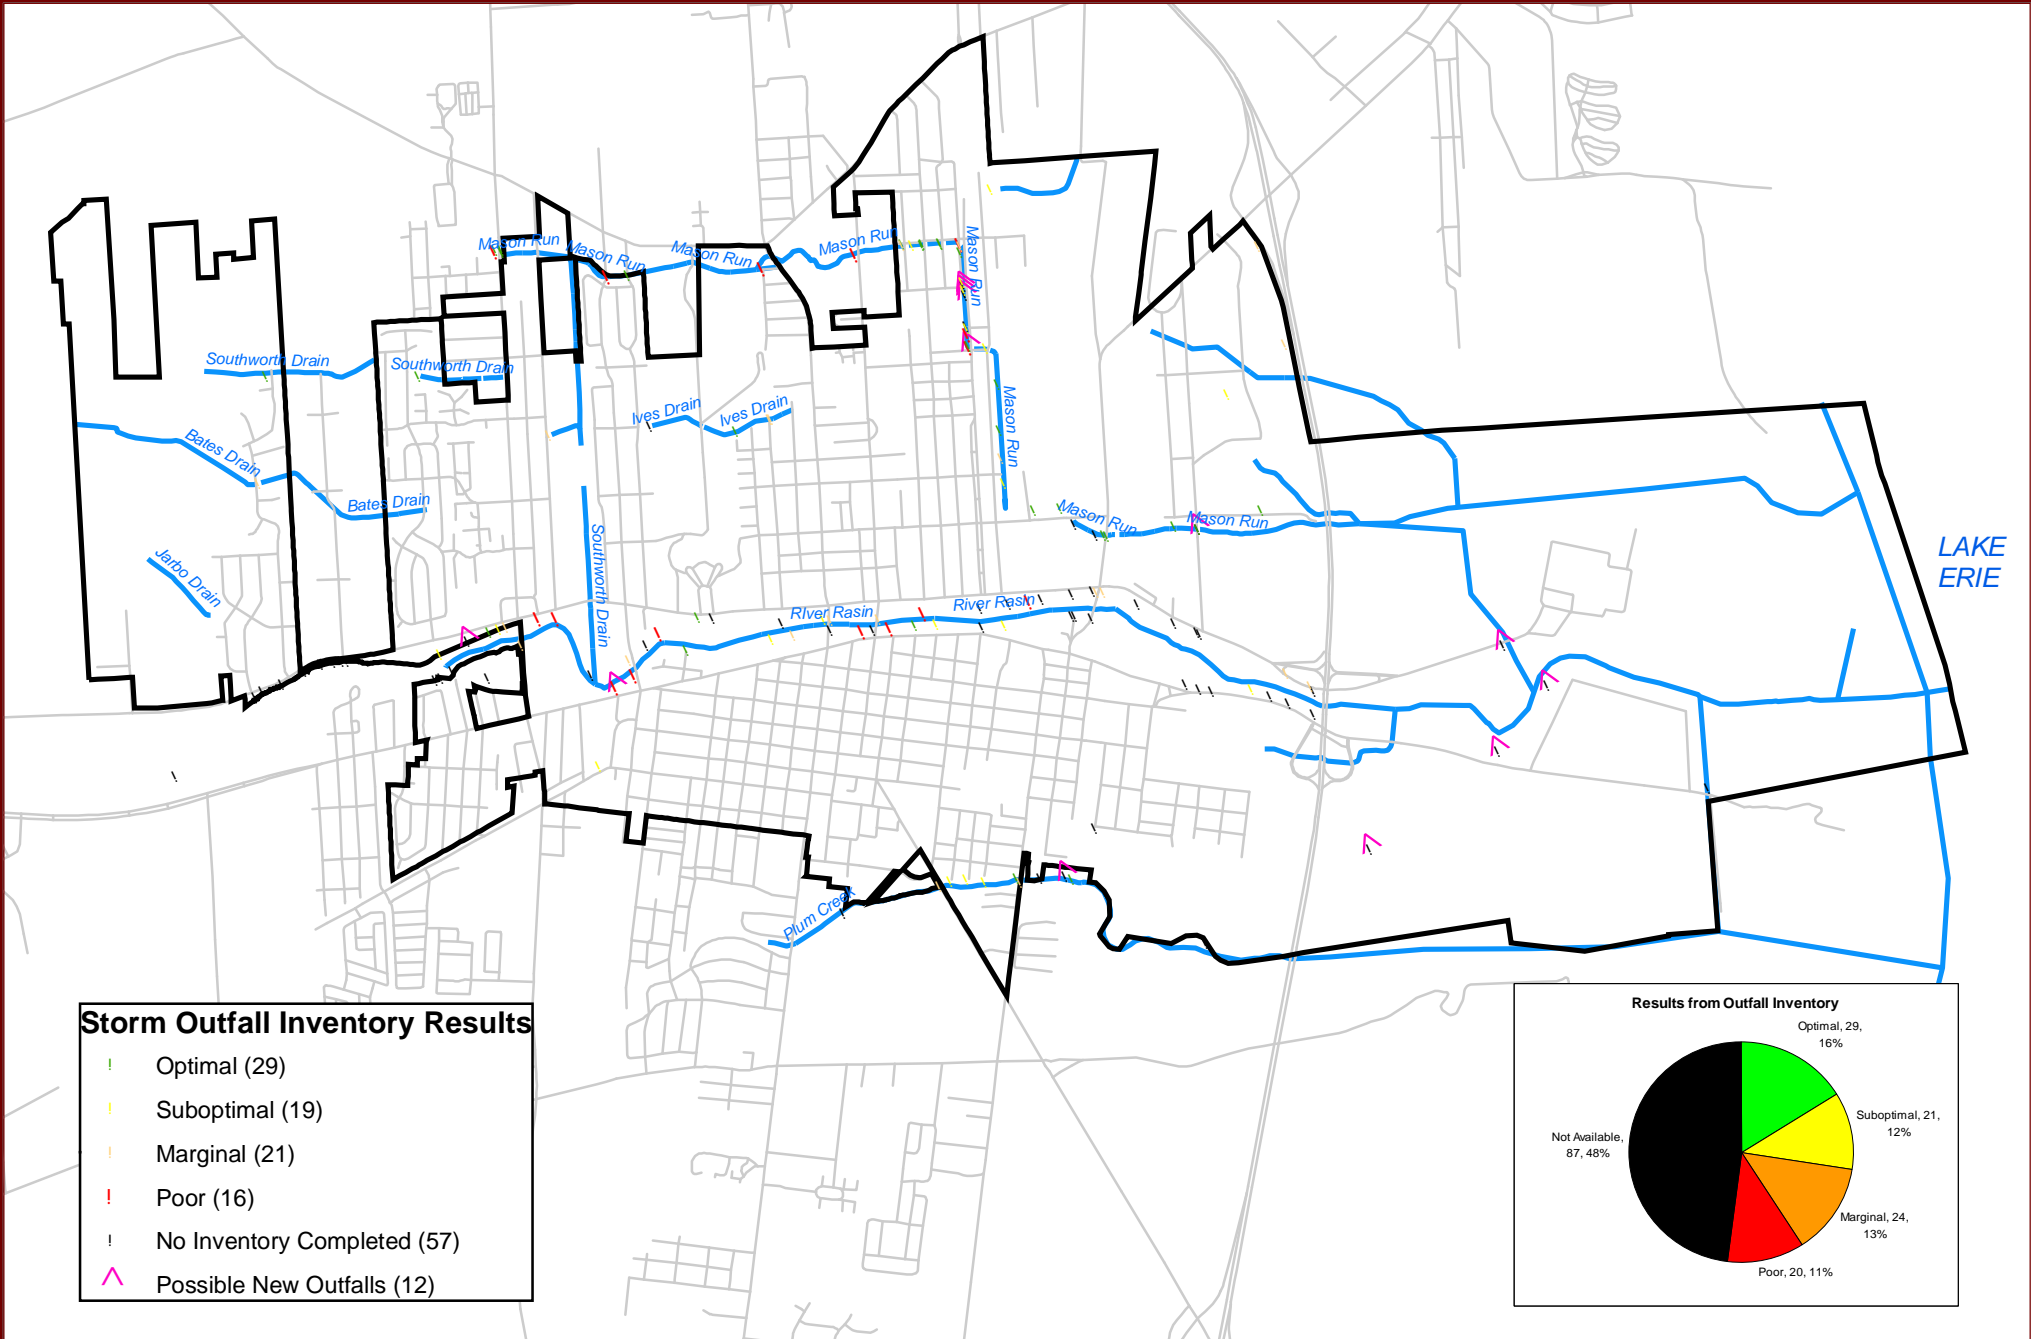 Mason Run
Mason Run
Mason Run
Mason Run
Mason Run
Southworth Drain
Southworth Drain
Ives Drain
Ives Drain
Mason Run
Bates Drain
Bates Drain
Mason Run
Mason Run
Jarbo Drain
Southworth Drain
LAKE
ERIE
RIver Rasin
River Rasin
Plum Creek
Storm Outfall Inventory Results
Optimal (29)
Suboptimal (19)
Marginal (21)
Poor (16)
No Inventory Completed (57)
Possible New Outfalls (12)
Results from Outfall Inventory
Optimal, 29,
16%
Suboptimal, 21,
12%
Not Available,
87, 48%
Marginal, 24,
13%
Poor, 20, 11%